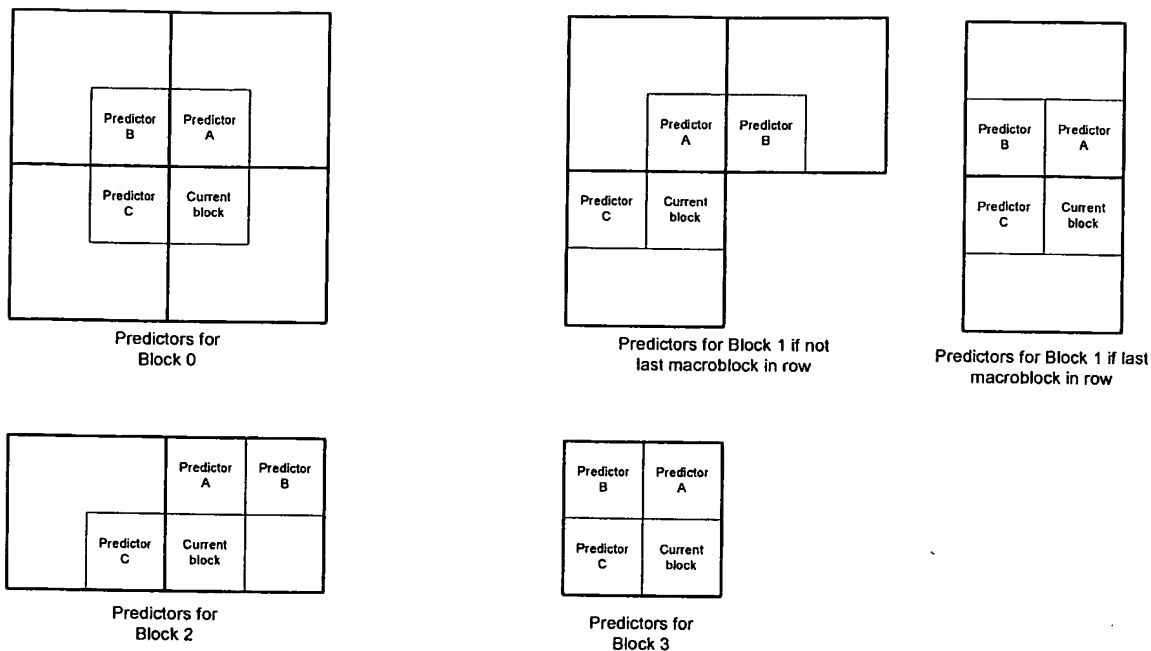 Predictor
B
Predictor
A
Predictor
C
Current
block
Predictors for
Block 0
Predictor
A
Predictor
B
Predictor
C
Current
block
Predictors for Block 1 if not
last macroblock in row
Predictor
B
Predictor
A
Predictor
C
Current
block
Predictors for Block 1 if last
macroblock in row
Predictor
A
Predictor
B
Predictor
C
Current
block
Predictors for
Block 2
Predictor
B
Predictor
A
Predictor
C
Current
block
Predictors for
Block 3